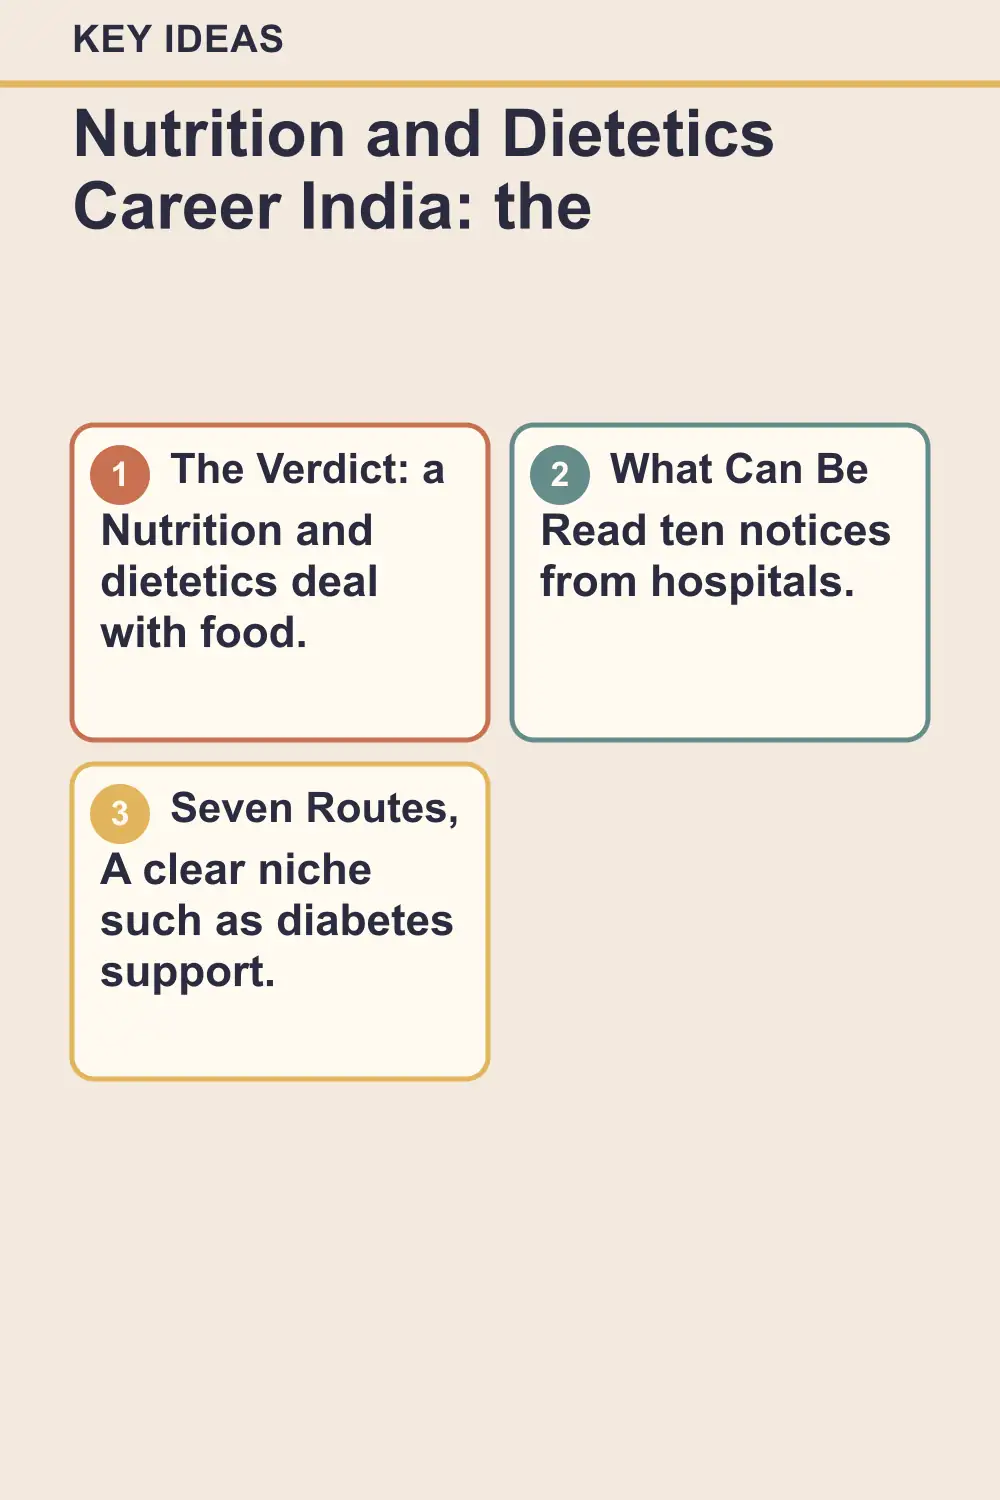 KEY IDEAS
Nutrition and Dietetics
Career India: the
1 The Verdict: a
Nutrition and
dietetics deal
with food.
2 What Can Be
Read ten notices
from hospitals.
3 Seven Routes,
A clear niche
such as diabetes
support.